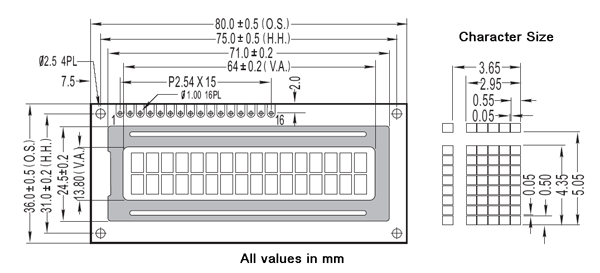 80.0±0.5 (O.S.)
75.0±0.5 (H.H.)
71.0±0.2
64±0.2 (V.A.)
Ø2.5 4PL
7.5
P2.54 X 15
Ø1.00 16PL
2.0
1
16
36.0±0.5 (O.S.)
31.0±0.2 (H.H.)
24.5±0.2
13.80 (V.A.)
Character Size
3.65
2.95
0.55
0.05
0.05
0.50
4.35
5.05
All values in mm